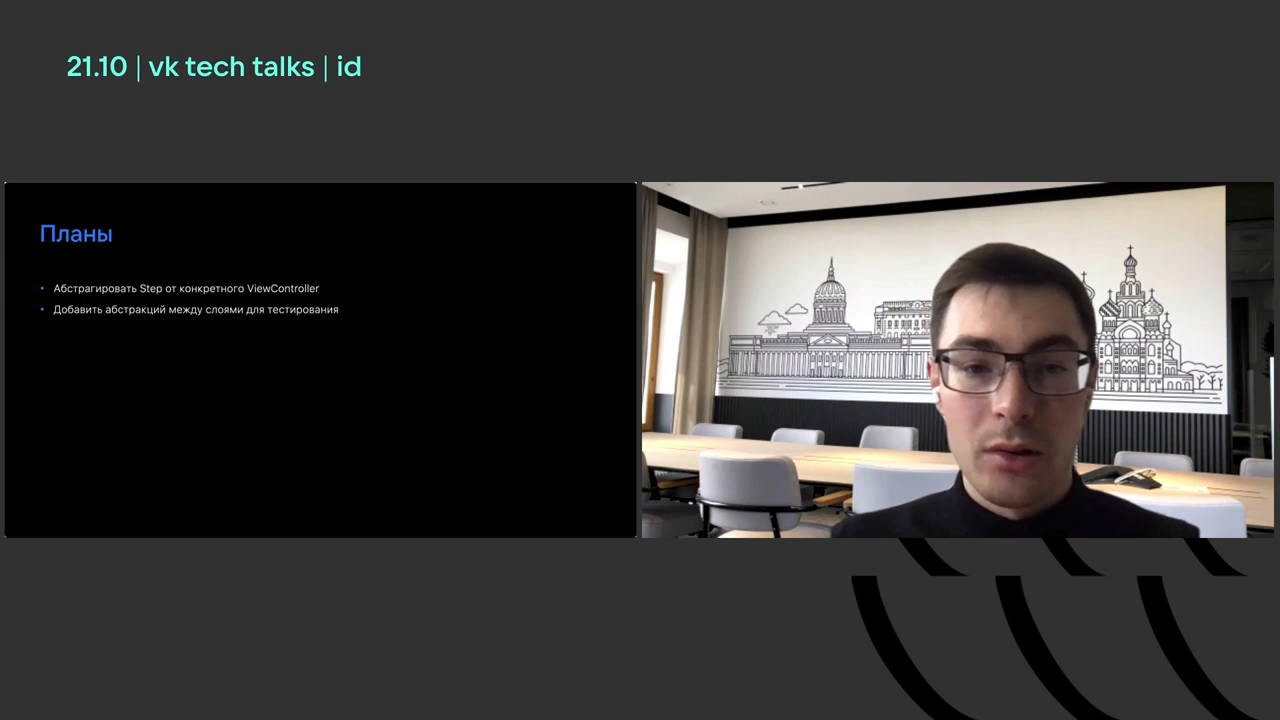 21.10 | vk tech talks | id
Планы
• Абстрагировать Step от конкретного ViewController
• Добавить абстракций между слоями для тестирования